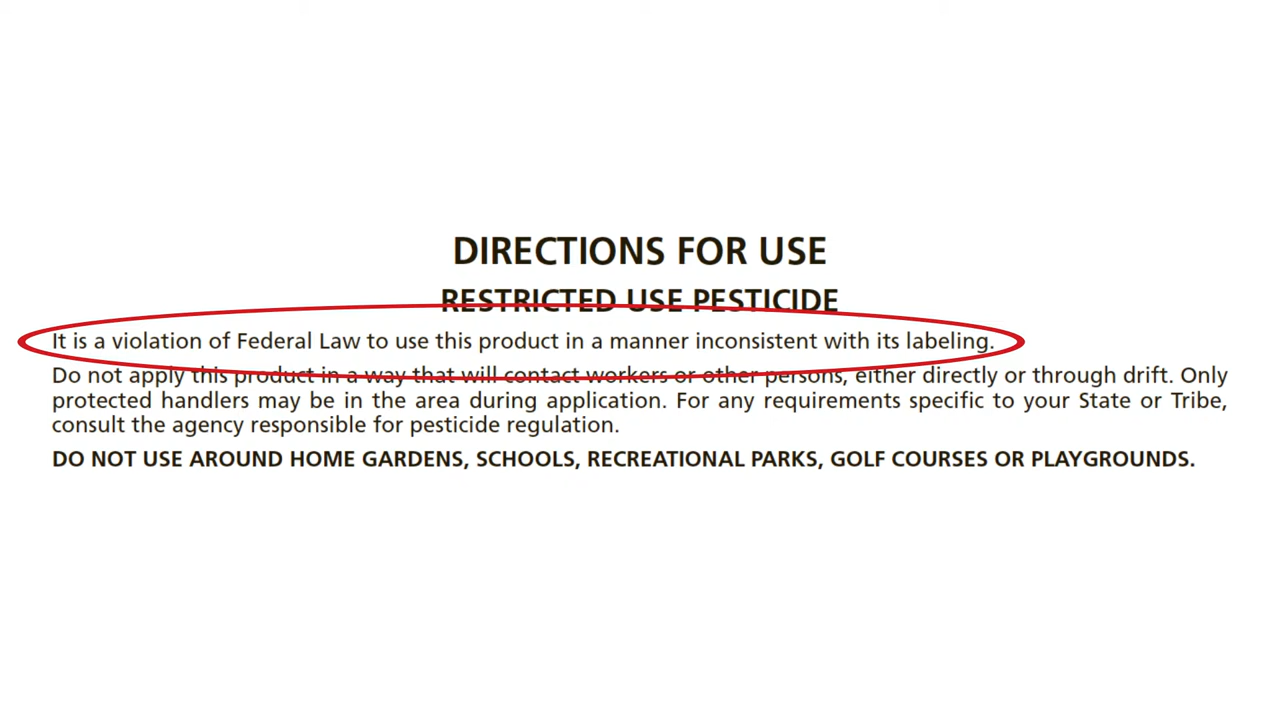 DIRECTIONS FOR USE
RESTRICTED USE PESTICIDE
It is a violation of Federal Law to use this product in a manner inconsistent with its labeling.
Do not apply this product in a way that will contact workers or other persons, either directly or through drift. Only
protected handlers may be in the area during application. For any requirements specific to your State or Tribe,
consult the agency responsible for pesticide regulation.
DO NOT USE AROUND HOME GARDENS, SCHOOLS, RECREATIONAL PARKS, GOLF COURSES OR PLAYGROUNDS.